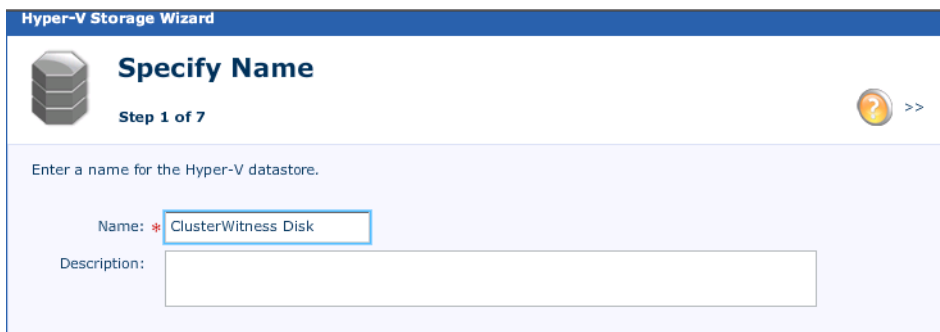 Hyper-V Storage Wizard
Specify Name
Step 1 of 7
? >>
Enter a name for the Hyper-V datastore.
Name: * ClusterWitness Disk
Description: